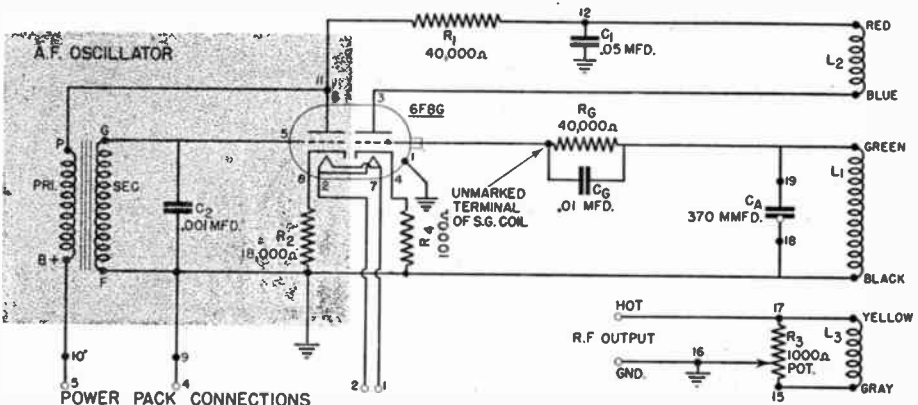 A.F. OSCILLATOR
12
RED
R1
40,000Ω
C1
.05 MFD.
L2
11
3
BLUE
6F8G
RG
40,000Ω
P
G
5
1
GREEN
PRI.
SEC.
8
2
7
4
UNMARKED
TERMINAL
OF S.G. COIL
CG
.01 MFD.
19
L1
C2
.001 MFD.
CA
370 MMFD.
R2
18,000Ω
R4
1000Ω
18
B+
F
BLACK
HOT
17
YELLOW
R.F OUTPUT
R3
1000Ω
POT.
L3
10
9
16
GND.
15
GRAY
5
4
2
1
POWER PACK CONNECTIONS